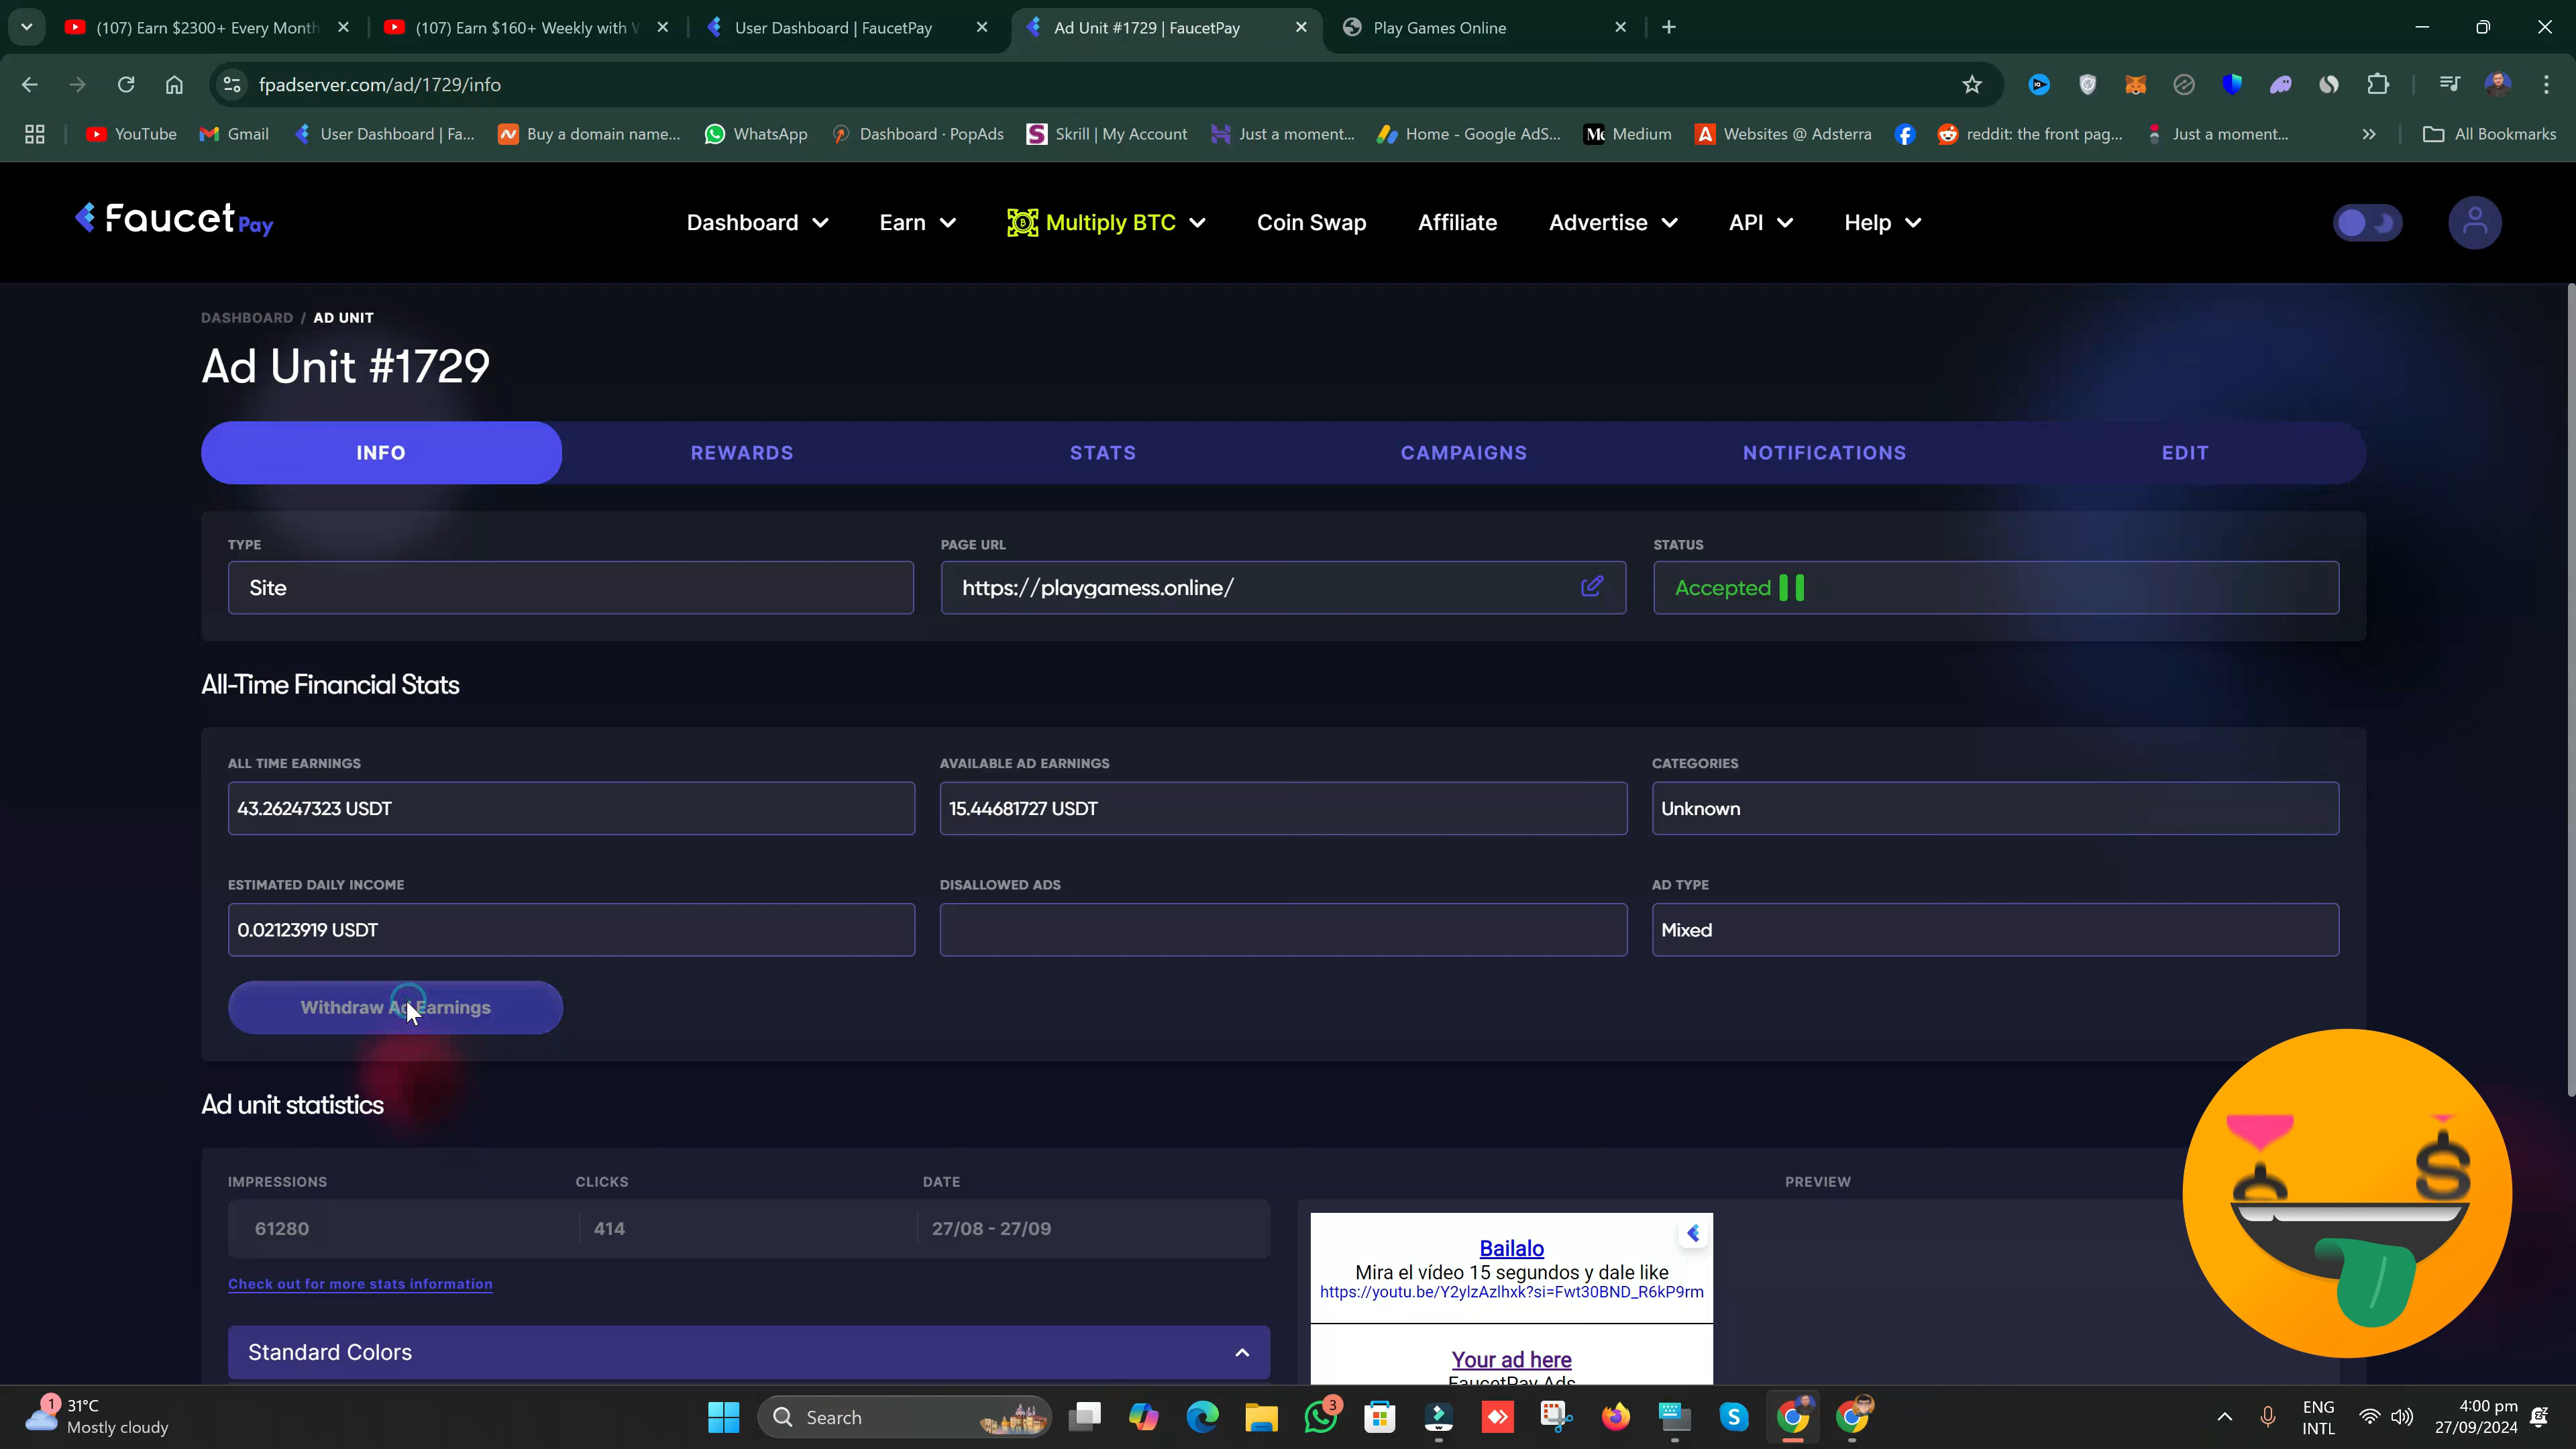 (107) Earn $2300+ Every Month
(107) Earn $160+ Weekly with
User Dashboard | FaucetPay
Ad Unit #1729 | FaucetPay
Play Games Online
fpadserver.com/ad/1729/info
YouTube
Gmail
User Dashboard | Fa...
Buy a domain name...
WhatsApp
Dashboard · PopAds
Skrill | My Account
Just a moment...
Home - Google AdS...
Medium
Websites @ Adsterra
reddit: the front pag...
Just a moment...
All Bookmarks
FaucetPay
Dashboard
Earn
Multiply BTC
Coin Swap
Affiliate
Advertise
API
Help
DASHBOARD / AD UNIT
Ad Unit #1729
INFO
REWARDS
STATS
CAMPAIGNS
NOTIFICATIONS
EDIT
TYPE
PAGE URL
STATUS
Site
https://playgamess.online/
Accepted
All-Time Financial Stats
ALL TIME EARNINGS
AVAILABLE AD EARNINGS
CATEGORIES
43.26247323 USDT
15.44681727 USDT
Unknown
ESTIMATED DAILY INCOME
DISALLOWED ADS
AD TYPE
0.02123919 USDT
Mixed
Withdraw Ad Earnings
Ad unit statistics
IMPRESSIONS
CLICKS
DATE
PREVIEW
61280
414
27/08 - 27/09
Check out for more stats information
Bailalo
Mira el vídeo 15 segundos y dale like
https://youtu.be/Y2ylzAzlhxk?si=Fwt30BND_R6kP9rm
Standard Colors
Your ad here
FaucetPay Ads
1
31°C
Mostly cloudy
Search
3
ENG
INTL
4:00 pm
27/09/2024